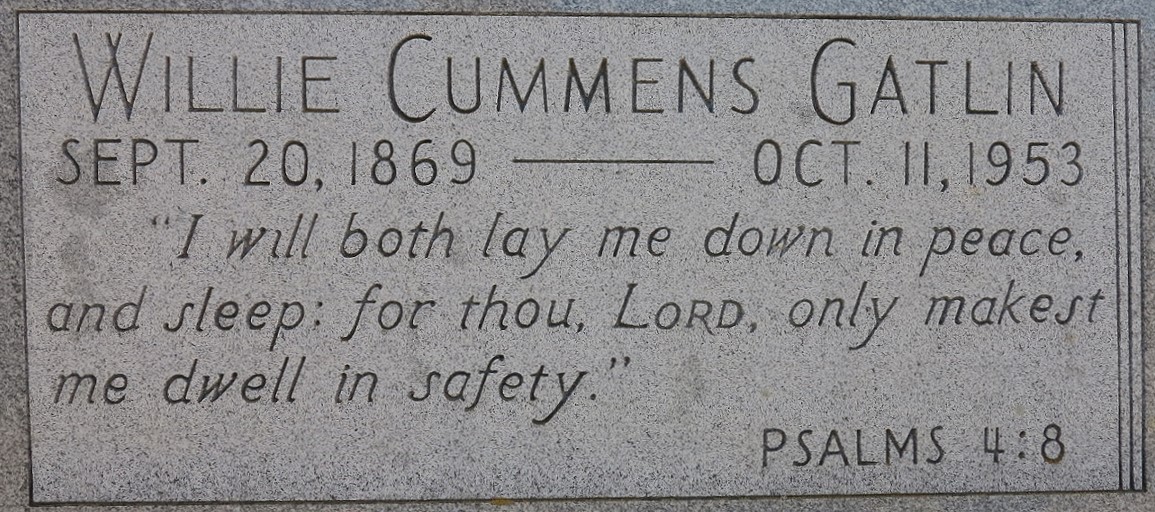 WILLIE CUMMENS GATLIN
SEPT. 20, 1869 — OCT. 11, 1953
"I will both lay me down in peace,
and sleep: for thou, LORD, only makest
me dwell in safety."
PSALMS 4:8